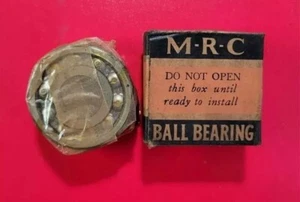 M-R-C
DO NOT OPEN
this box until
ready to install
BALL BEARING